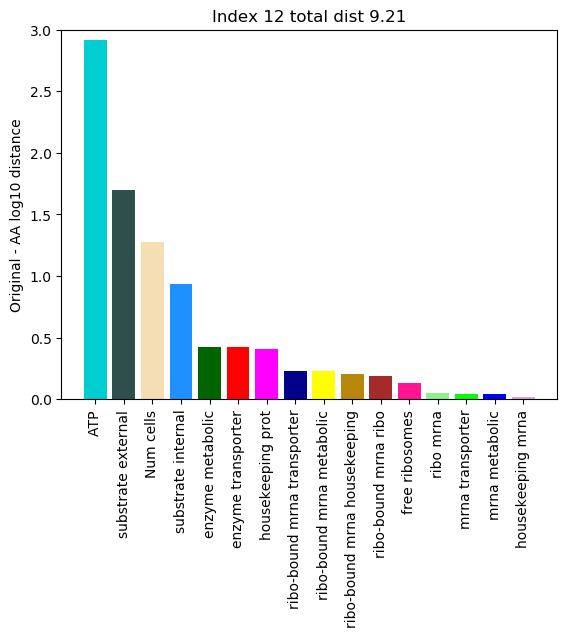 Index 12 total dist 9.21
Original - AA log10 distance
3.0
2.5
2.0
1.5
1.0
0.5
0.0
ATP
substrate external
Num cells
substrate internal
enzyme metabolic
enzyme transporter
housekeeping prot
ribo-bound mrna transporter
ribo-bound mrna metabolic
ribo-bound mrna housekeeping
ribo-bound mrna ribo
free ribosomes
ribo mrna
mrna transporter
mrna metabolic
housekeeping mrna